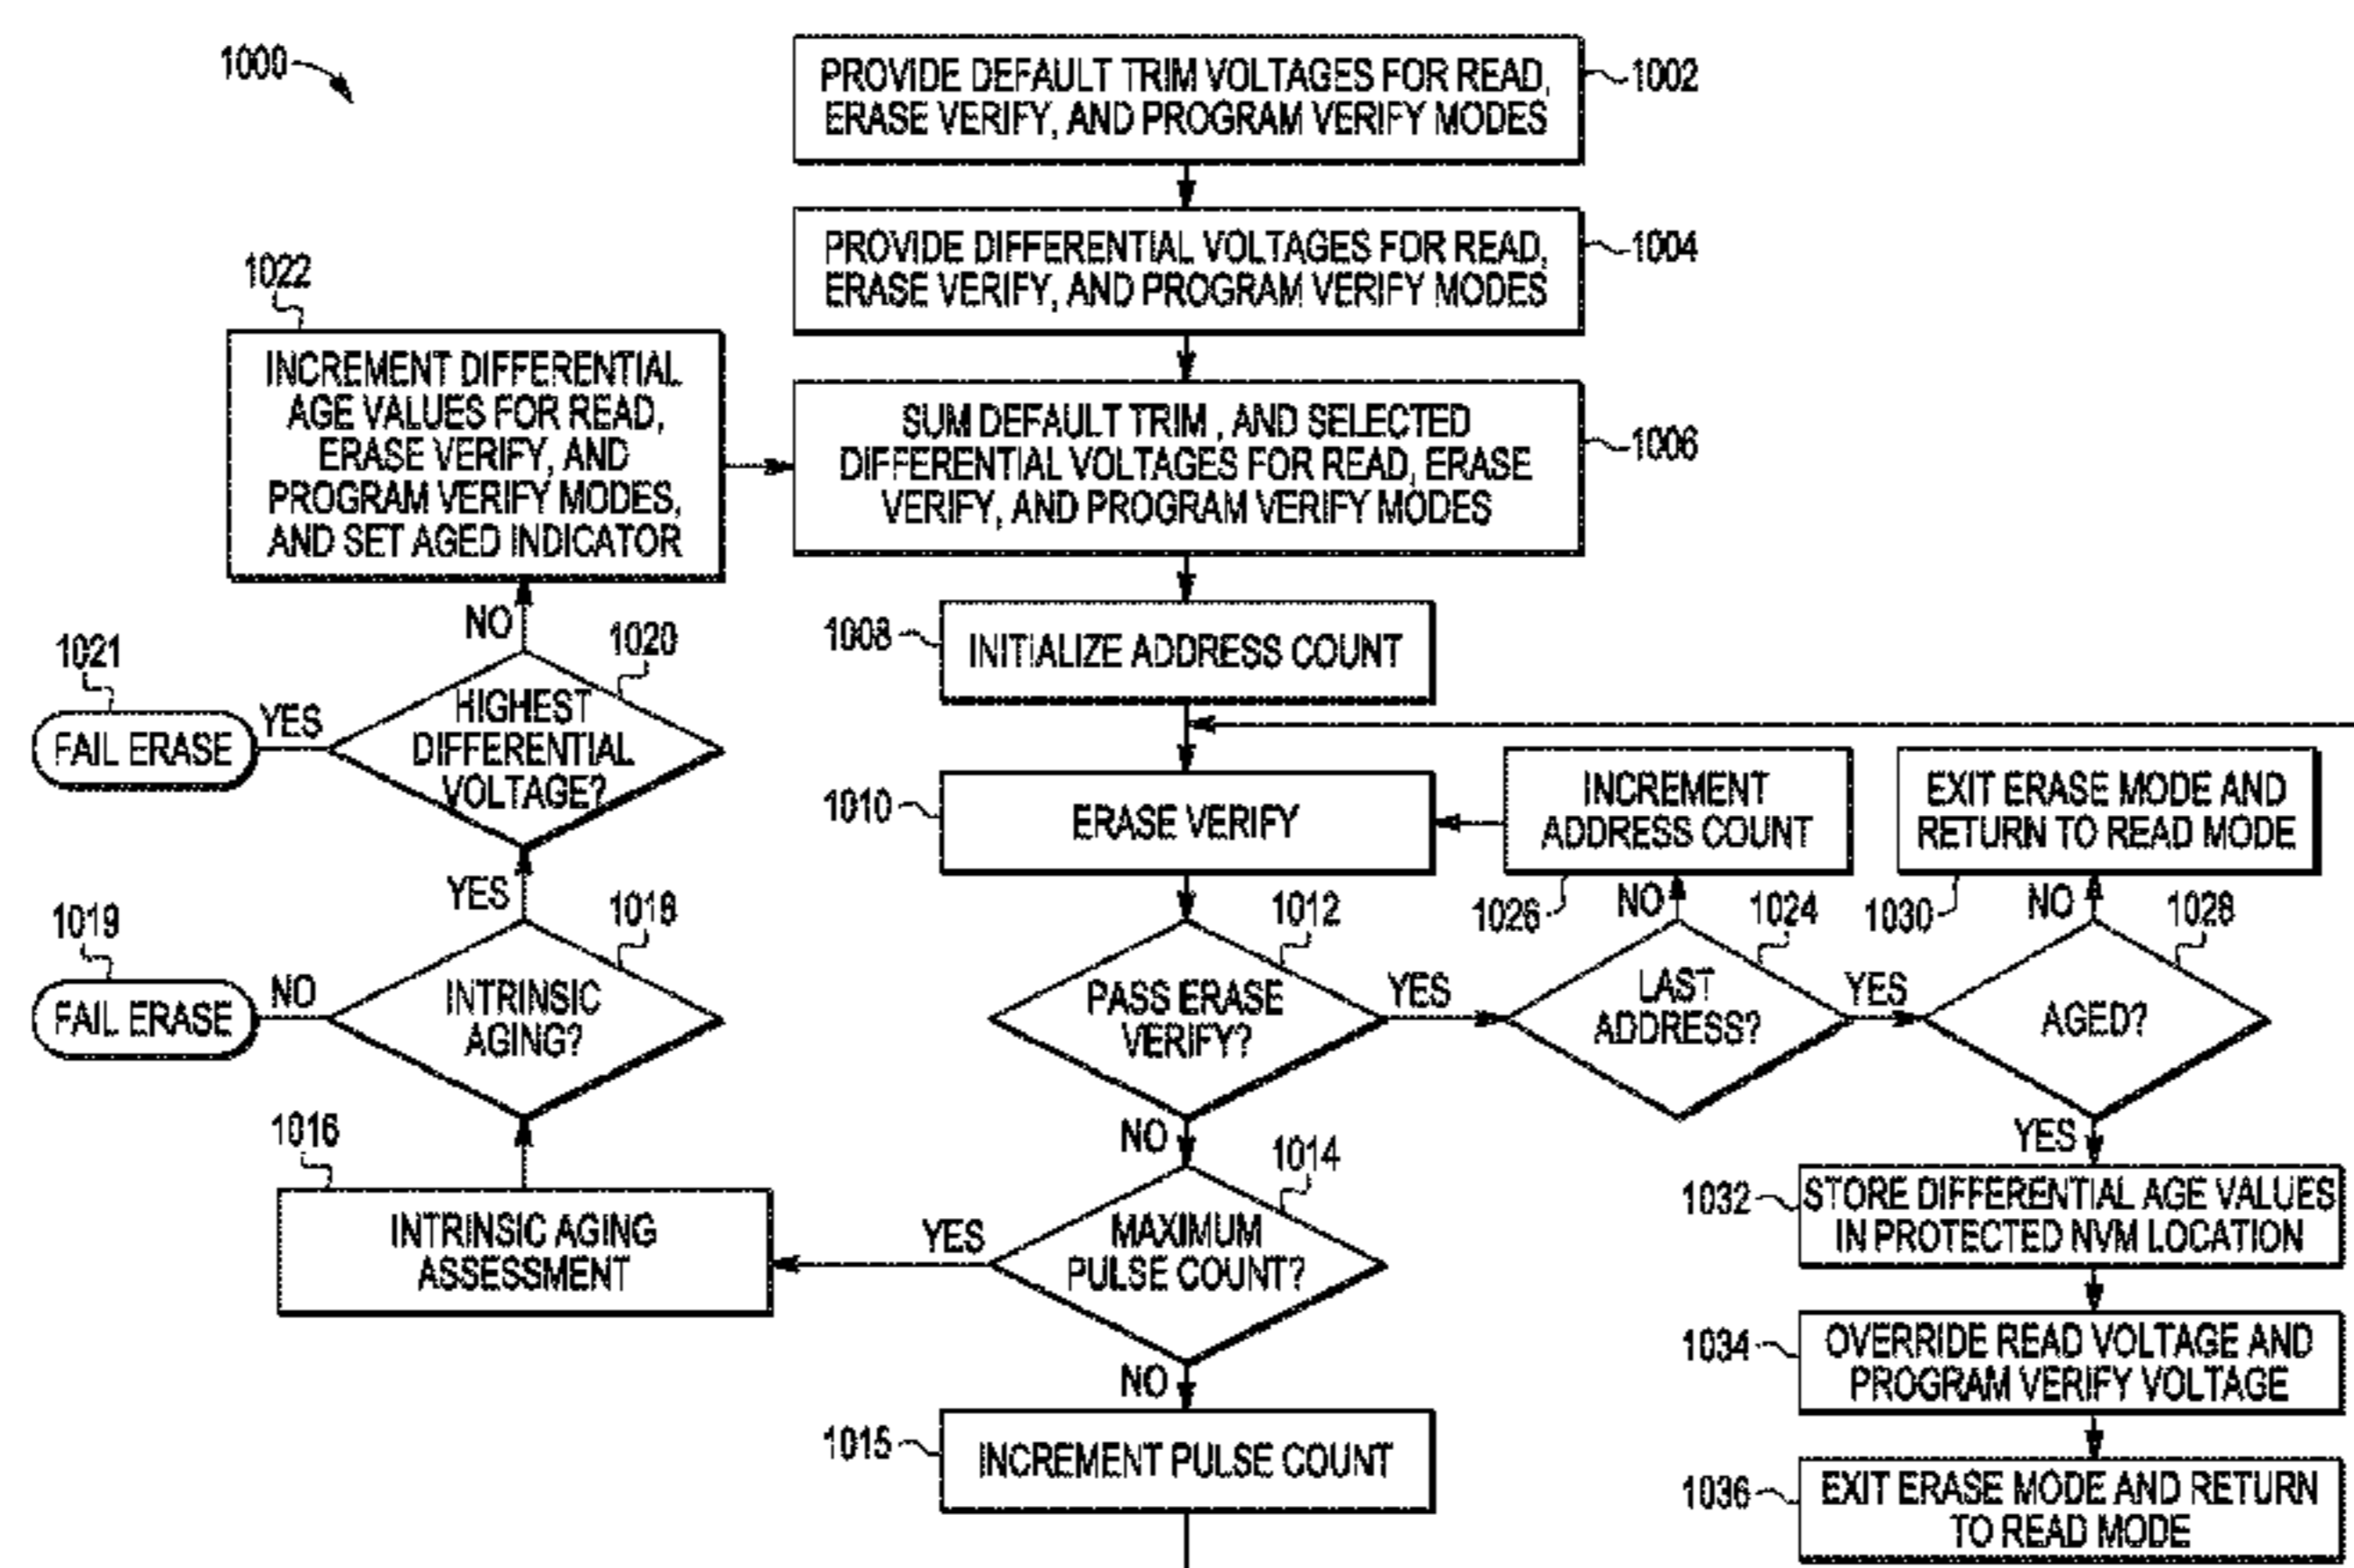 1000
PROVIDE DEFAULT TRIM VOLTAGES FOR READ,
ERASE VERIFY, AND PROGRAM VERIFY MODES
1002
PROVIDE DIFFERENTIAL VOLTAGES FOR READ,
ERASE VERIFY, AND PROGRAM VERIFY MODES
1004
1022
INCREMENT DIFFERENTIAL
AGE VALUES FOR READ,
ERASE VERIFY, AND
PROGRAM VERIFY MODES,
AND SET AGED INDICATOR
SUM DEFAULT TRIM , AND SELECTED
DIFFERENTIAL VOLTAGES FOR READ, ERASE
VERIFY, AND PROGRAM VERIFY MODES
1006
1008
INITIALIZE ADDRESS COUNT
NO
1020
1021
FAIL ERASE
YES
HIGHEST
DIFFERENTIAL
VOLTAGE?
1010
ERASE VERIFY
INCREMENT
ADDRESS COUNT
EXIT ERASE MODE AND
RETURN TO READ MODE
YES
1019
1018
FAIL ERASE
NO
INTRINSIC
AGING?
1012
PASS ERASE
VERIFY?
YES
1026
NO
1024
LAST
ADDRESS?
YES
1030
NO
1028
AGED?
1016
INTRINSIC AGING
ASSESSMENT
YES
NO
1014
MAXIMUM
PULSE COUNT?
YES
1032
STORE DIFFERENTIAL AGE VALUES
IN PROTECTED NVM LOCATION
1034
OVERRIDE READ VOLTAGE AND
PROGRAM VERIFY VOLTAGE
NO
1015
INCREMENT PULSE COUNT
1036
EXIT ERASE MODE AND RETURN
TO READ MODE